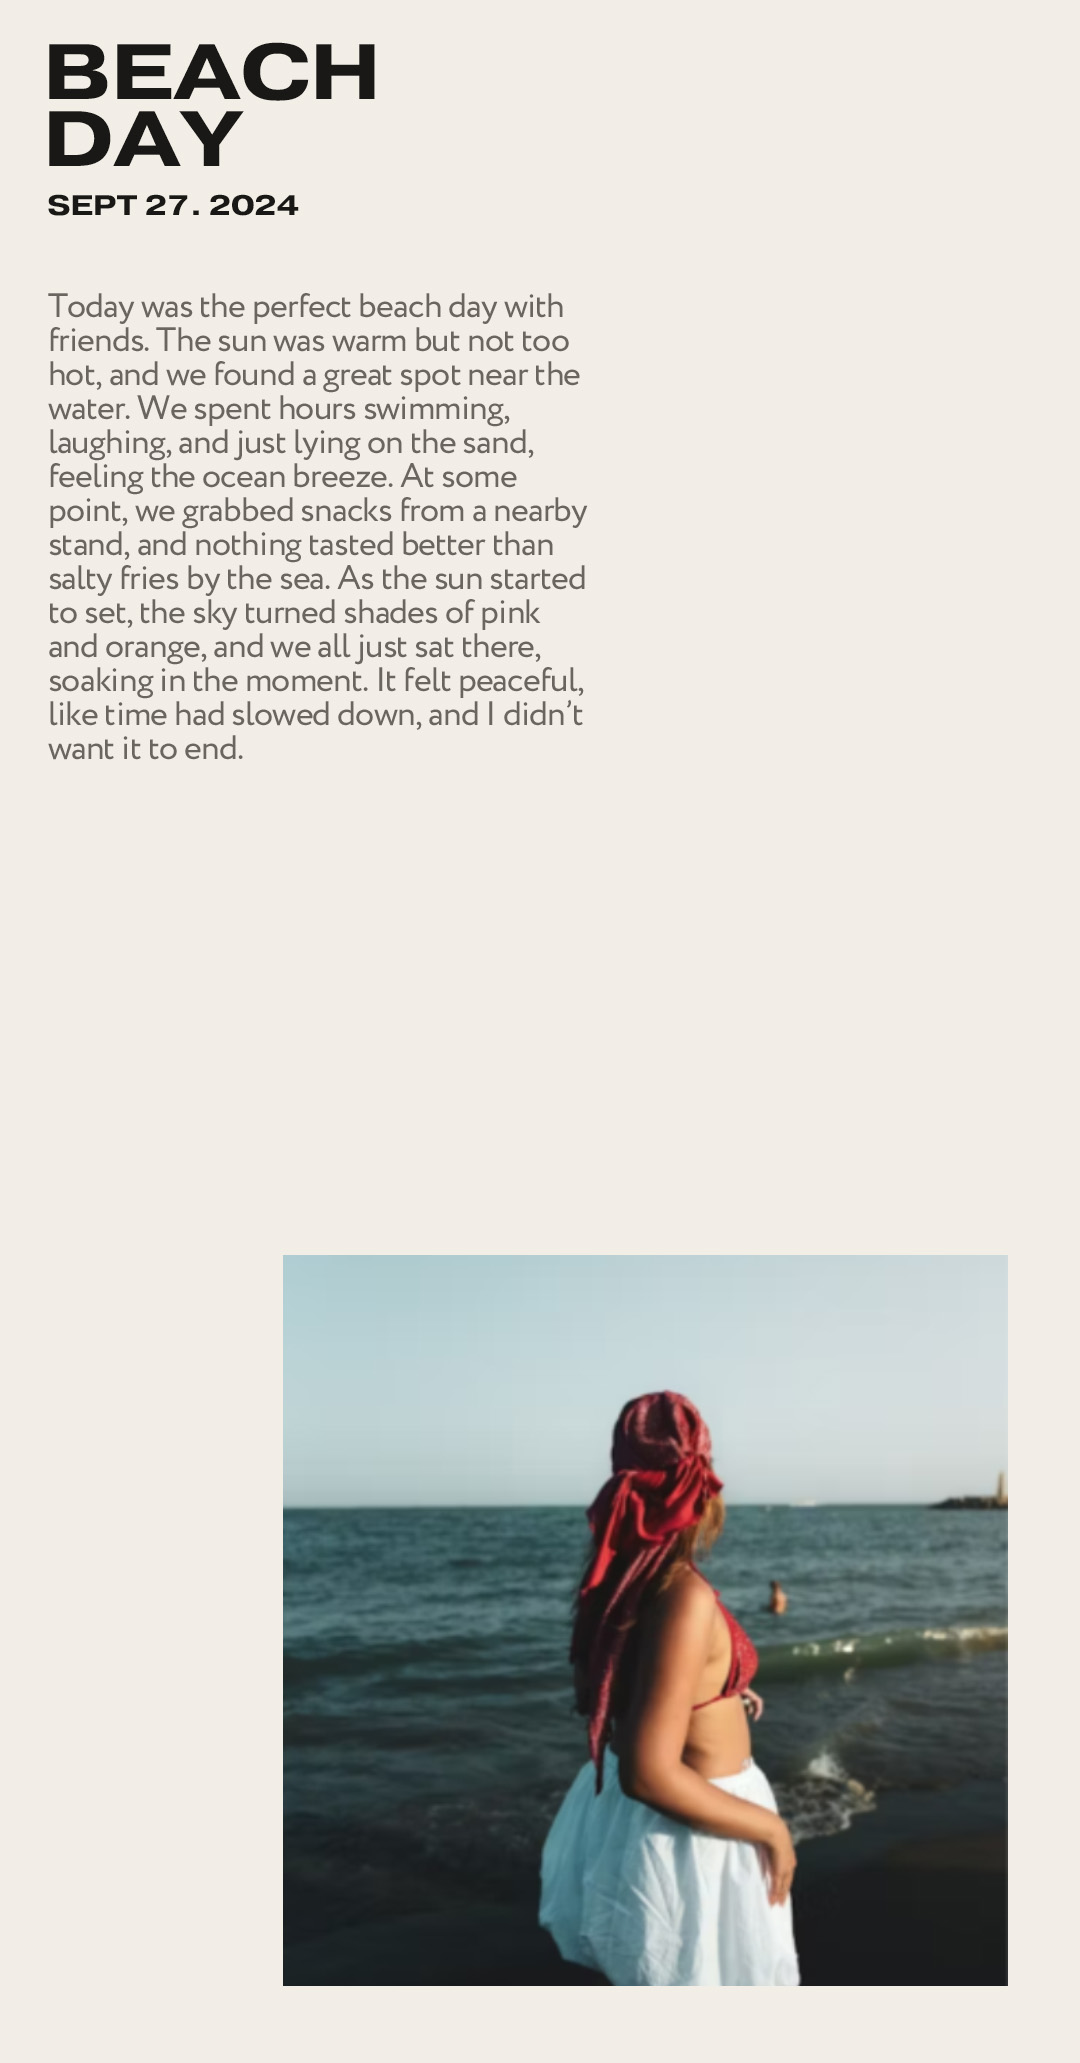 BEACH
DAY
SEPT 27. 2024
Today was the perfect beach day with
friends. The sun was warm but not too
hot, and we found a great spot near the
water. We spent hours swimming,
laughing, and just lying on the sand,
feeling the ocean breeze. At some
point, we grabbed snacks from a nearby
stand, and nothing tasted better than
salty fries by the sea. As the sun started
to set, the sky turned shades of pink
and orange, and we all just sat there,
soaking in the moment. It felt peaceful,
like time had slowed down, and I didn’t
want it to end.